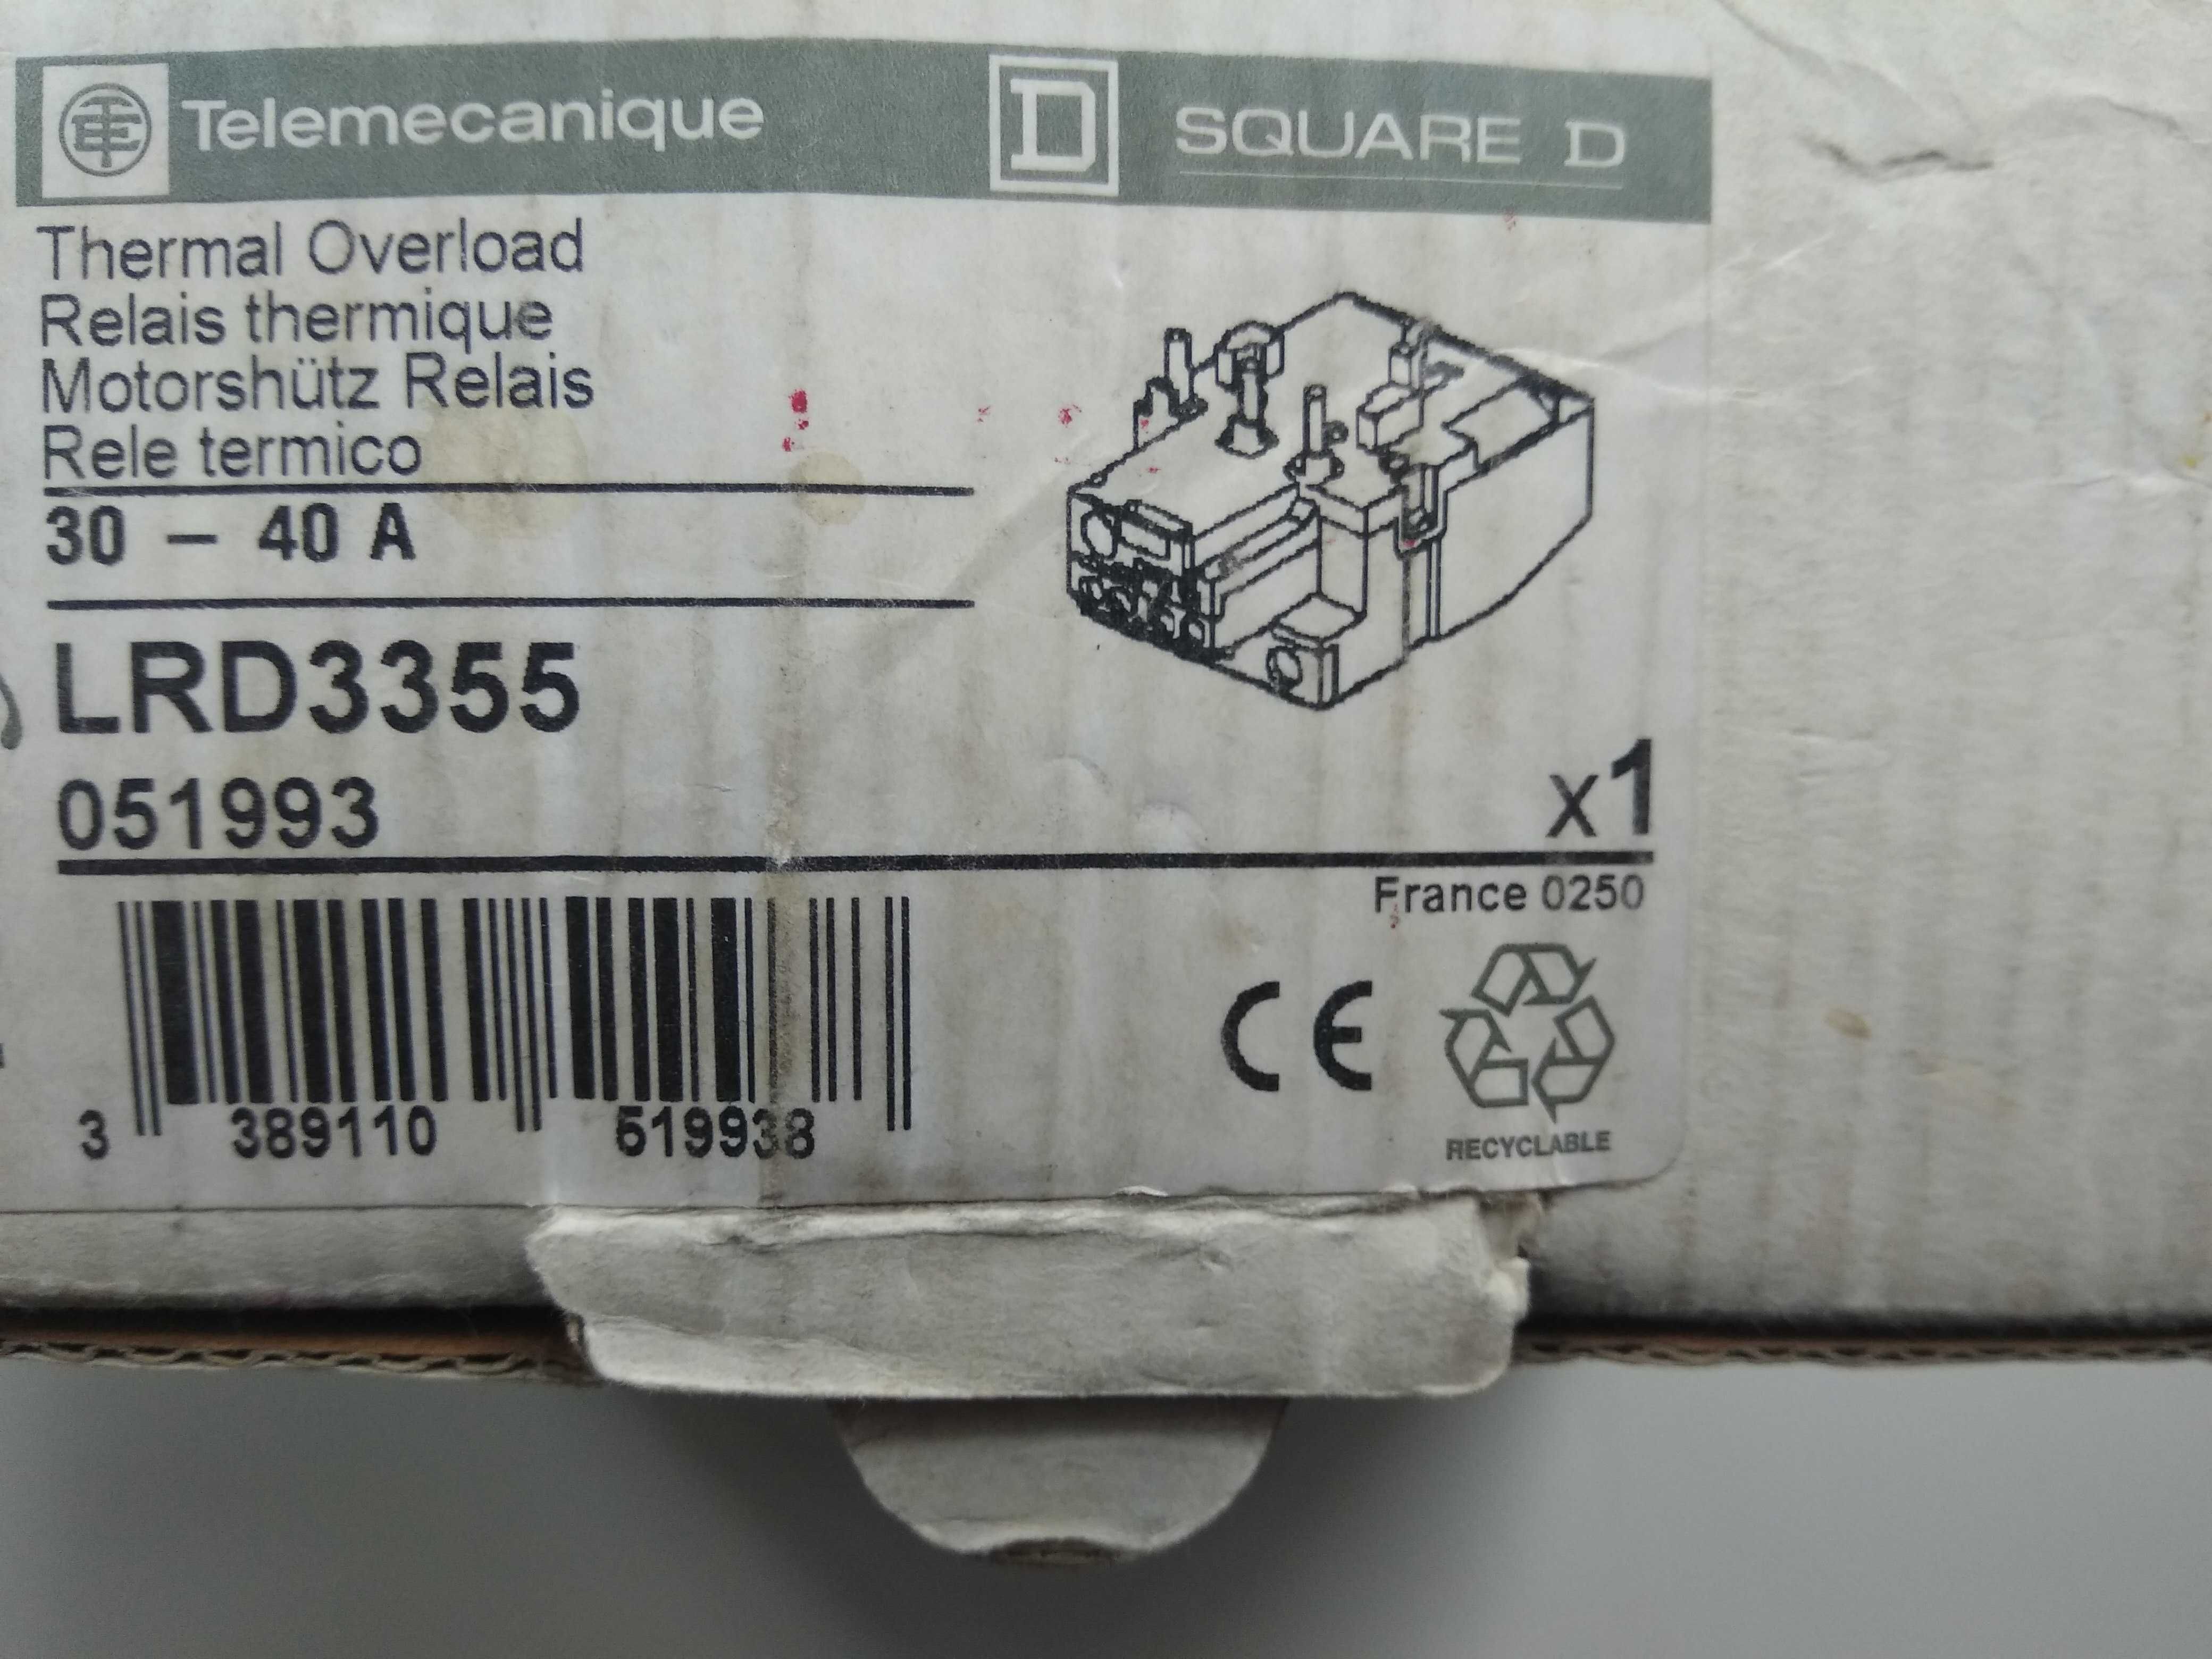 Telemecanique
D SQUARE D
Thermal Overload
Relais thermique
Motorshütz Relais
Rele termico
30 – 40 A
LRD3355
051993
x1
France 0250
3 389110 519938
CE
RECYCLABLE